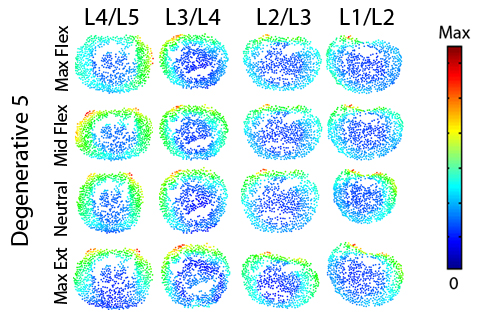 L4/L5 L3/L4 L2/L3 L1/L2
Max
Max Flex
Mid Flex
Neutral
Max Ext
Degenerative 5
0